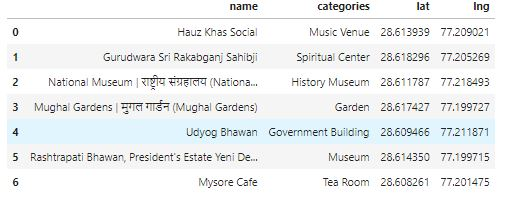 name categories lat lng
0 Hauz Khas Social Music Venue 28.613939 77.209021
1 Gurudwara Sri Rakabganj Sahibji Spiritual Center 28.618296 77.205269
2 National Museum | राष्ट्रीय संग्रहालय (Nationa... History Museum 28.611787 77.218493
3 Mughal Gardens | मुगल गार्डन (Mughal Gardens) Garden 28.617427 77.199727
4 Udyog Bhawan Government Building 28.609466 77.211871
5 Rashtrapati Bhawan, President's Estate Yeni De... Museum 28.614350 77.199715
6 Mysore Cafe Tea Room 28.608261 77.201475